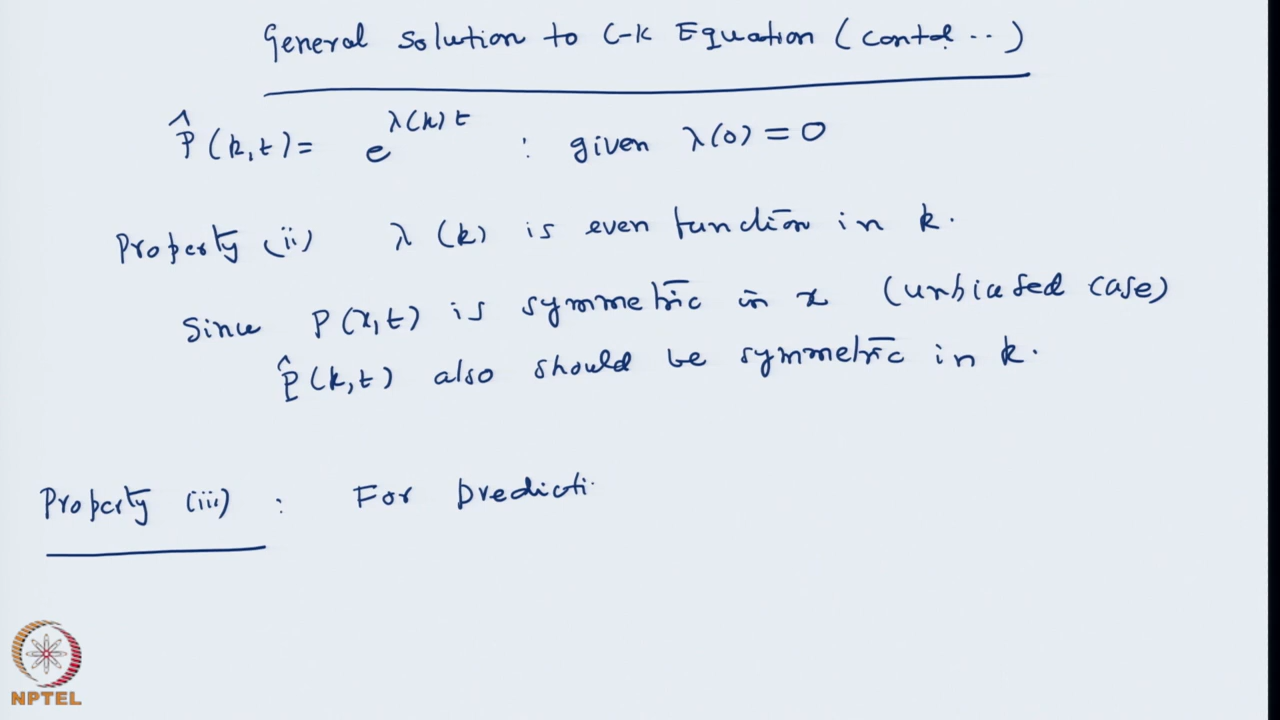 General solution to C-K Equation (contd..)
P̂(k,t) = e^{λ(k)t} : given λ(0) = 0
Property (ii) λ(k) is even function in k.
Since P(x,t) is symmetric in x (unbiased case)
P̂(k,t) also should be symmetric in k.
Property (iii) : For predicti
NPTEL